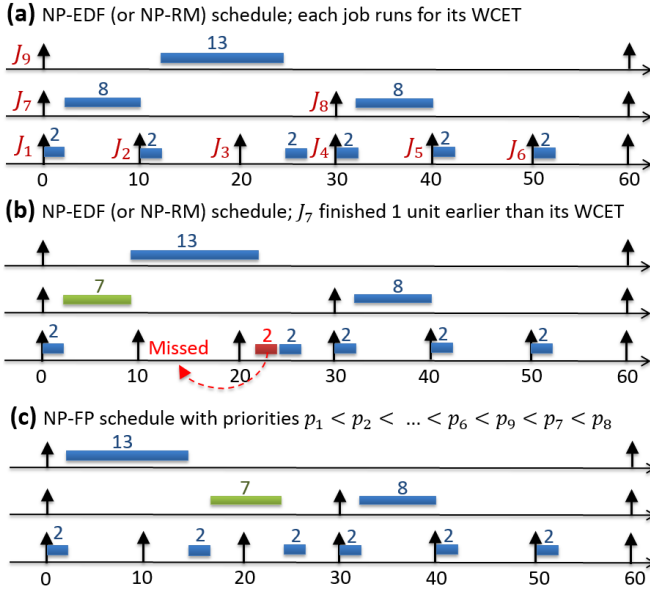 (a) NP-EDF (or NP-RM) schedule; each job runs for its WCET
J₉ 13
J₇ 8 J₈ 8
J₁ 2 J₂ 2 J₃ 2 J₄ 2 J₅ 2 J₆ 2
0 10 20 30 40 50 60
(b) NP-EDF (or NP-RM) schedule; J₇ finished 1 unit earlier than its WCET
13
7 8
2 Missed 2 2 2 2 2
0 10 20 30 40 50 60
(c) NP-FP schedule with priorities p₁ < p₂ < ... < p₆ < p₉ < p₇ < p₈
13
7 8
2 2 2 2 2 2
0 10 20 30 40 50 60